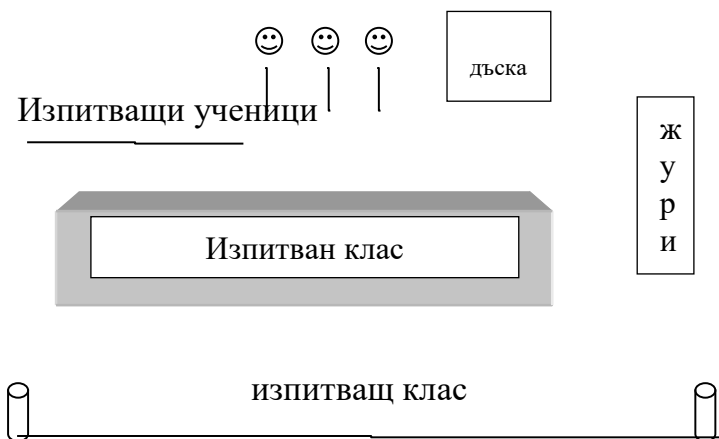 дъска
Изпитващи ученици
ж
у
р
и
Изпитван клас
изпитващ клас